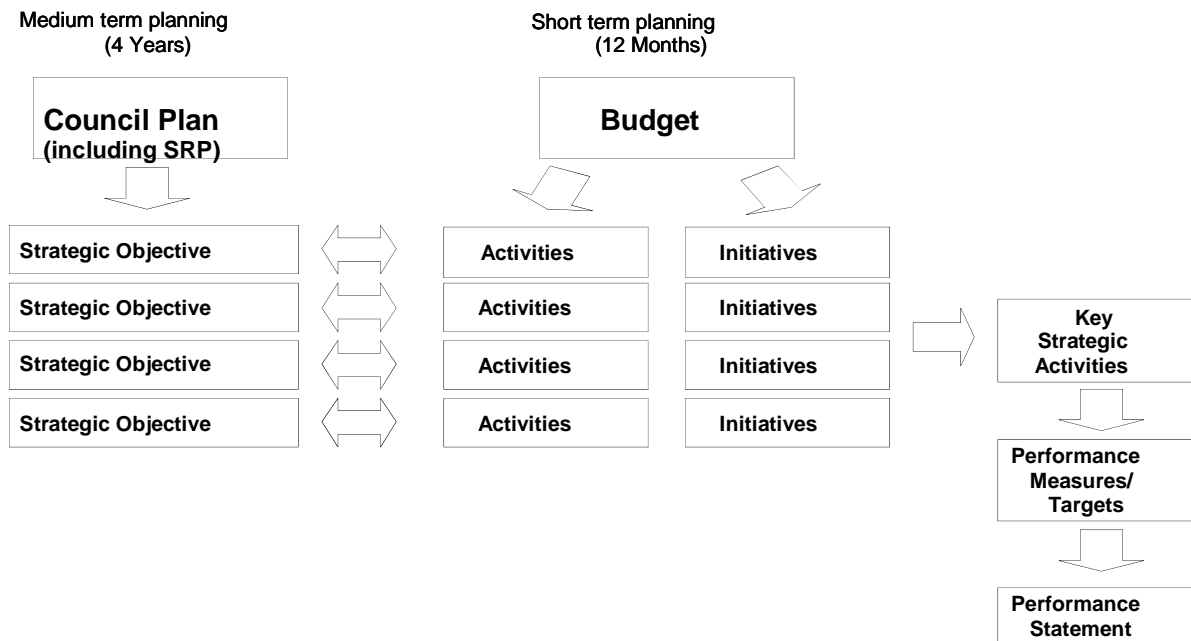 Medium term planning
(4 Years)
Short term planning
(12 Months)
Council Plan
(including SRP)
Budget
Strategic Objective
Activities
Initiatives
Strategic Objective
Activities
Initiatives
Strategic Objective
Activities
Initiatives
Strategic Objective
Activities
Initiatives
Key
Strategic
Activities
Performance
Measures/
Targets
Performance
Statement